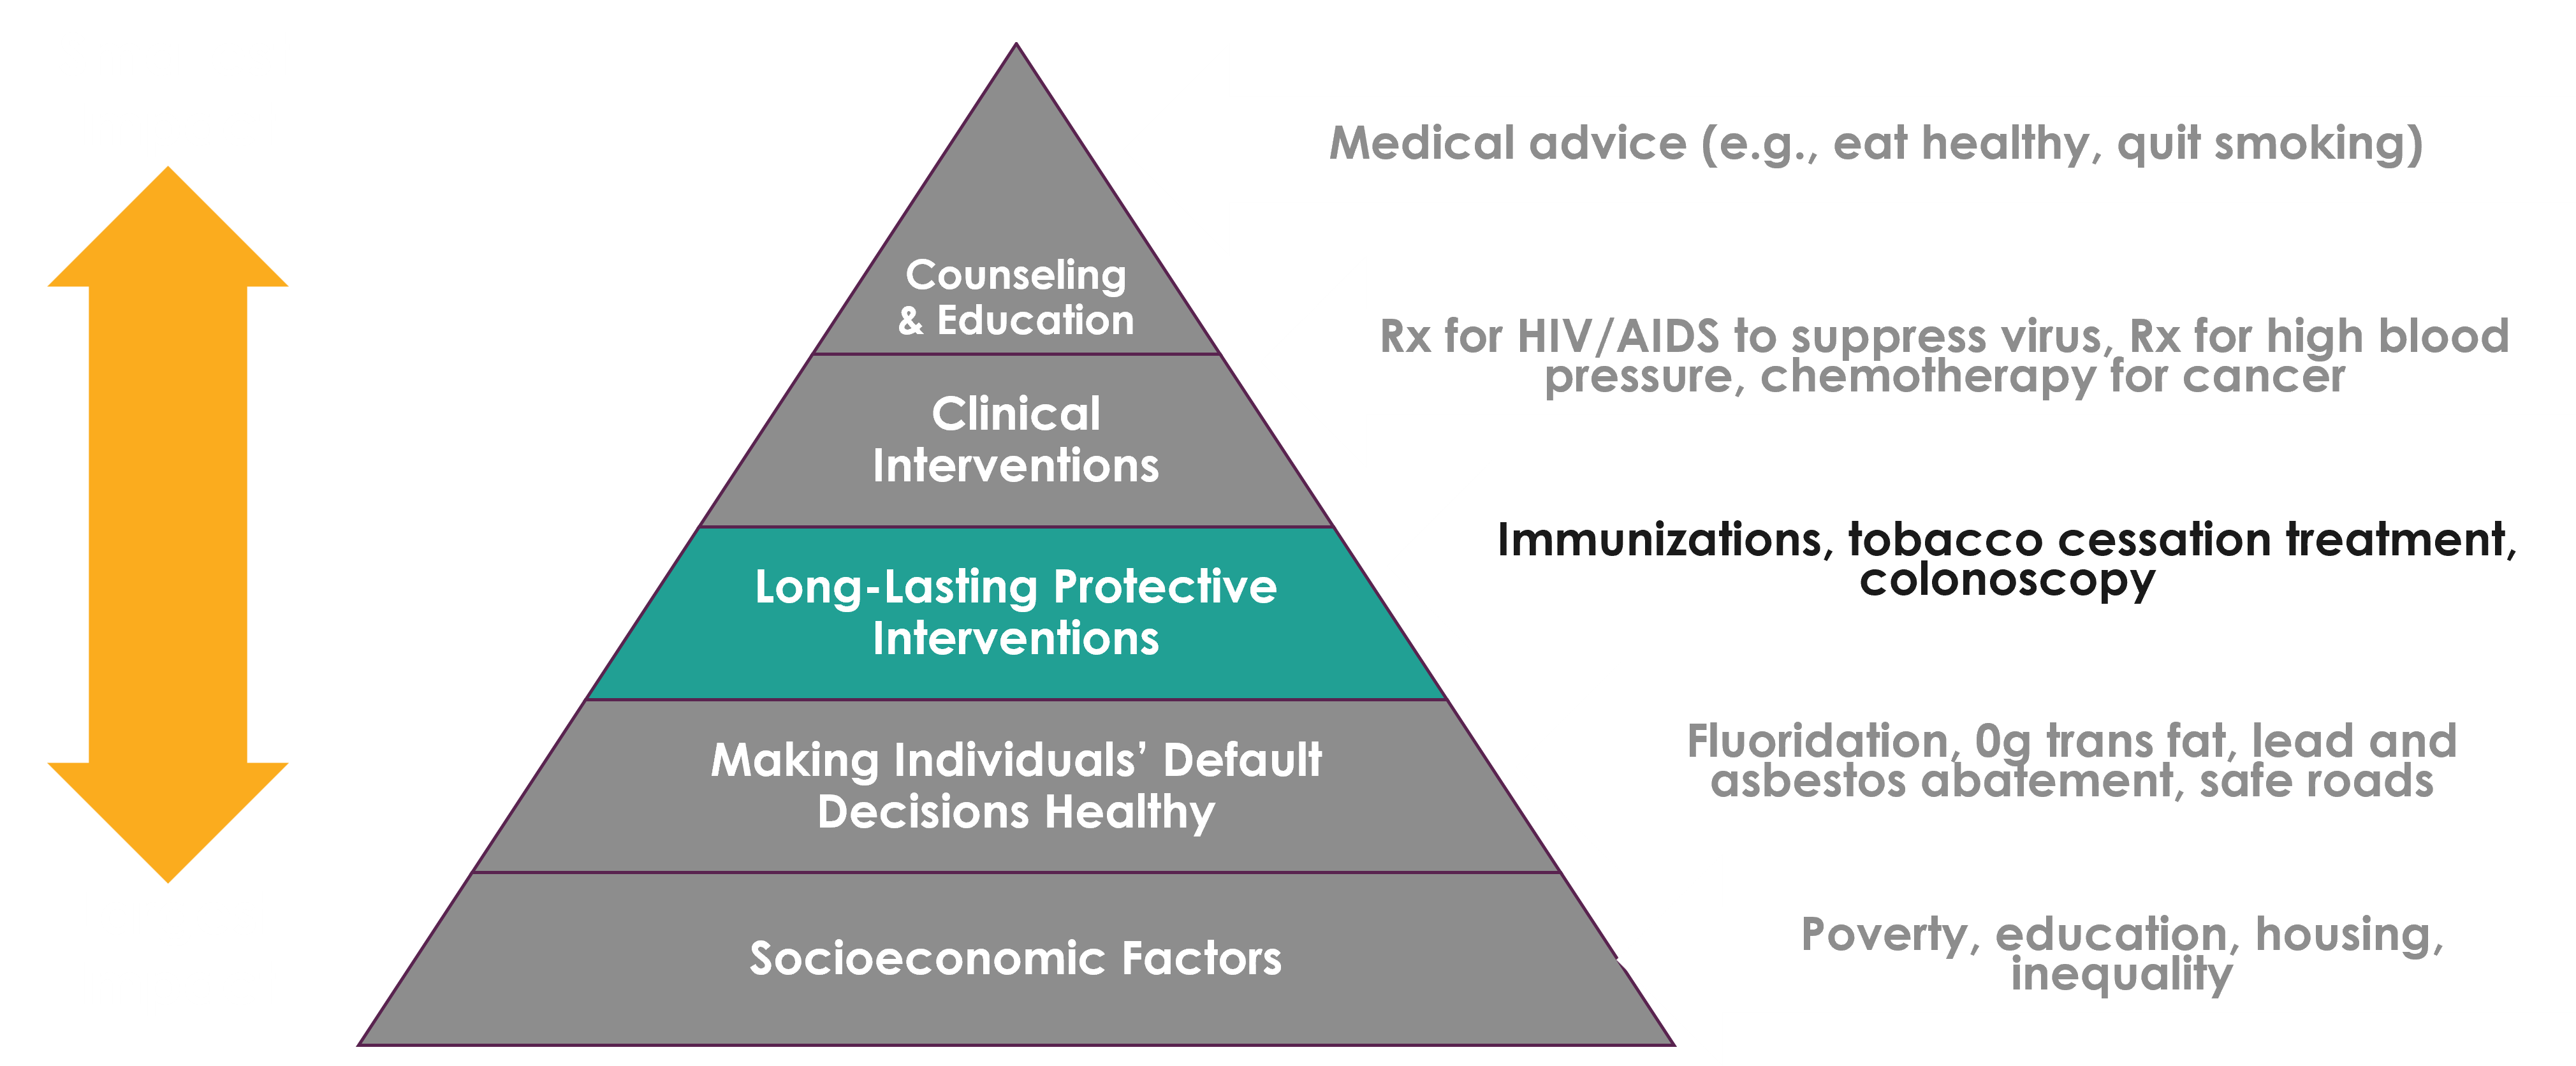 Medical advice (e.g., eat healthy, quit smoking)
Counseling
& Education
Rx for HIV/AIDS to suppress virus, Rx for high blood
pressure, chemotherapy for cancer
Clinical
Interventions
Immunizations, tobacco cessation treatment,
colonoscopy
Long-Lasting Protective
Interventions
Fluoridation, 0g trans fat, lead and
asbestos abatement, safe roads
Making Individuals’ Default
Decisions Healthy
Poverty, education, housing,
inequality
Socioeconomic Factors